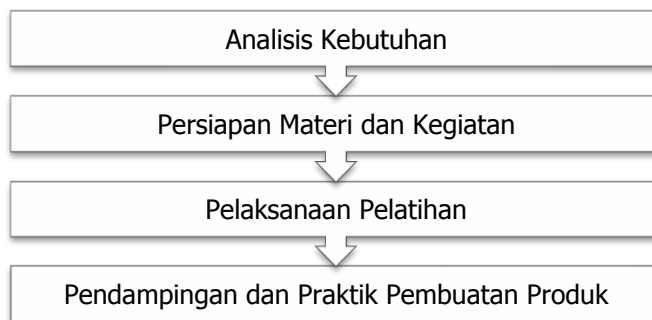 Analisis Kebutuhan
Persiapan Materi dan Kegiatan
Pelaksanaan Pelatihan
Pendampingan dan Praktik Pembuatan Produk